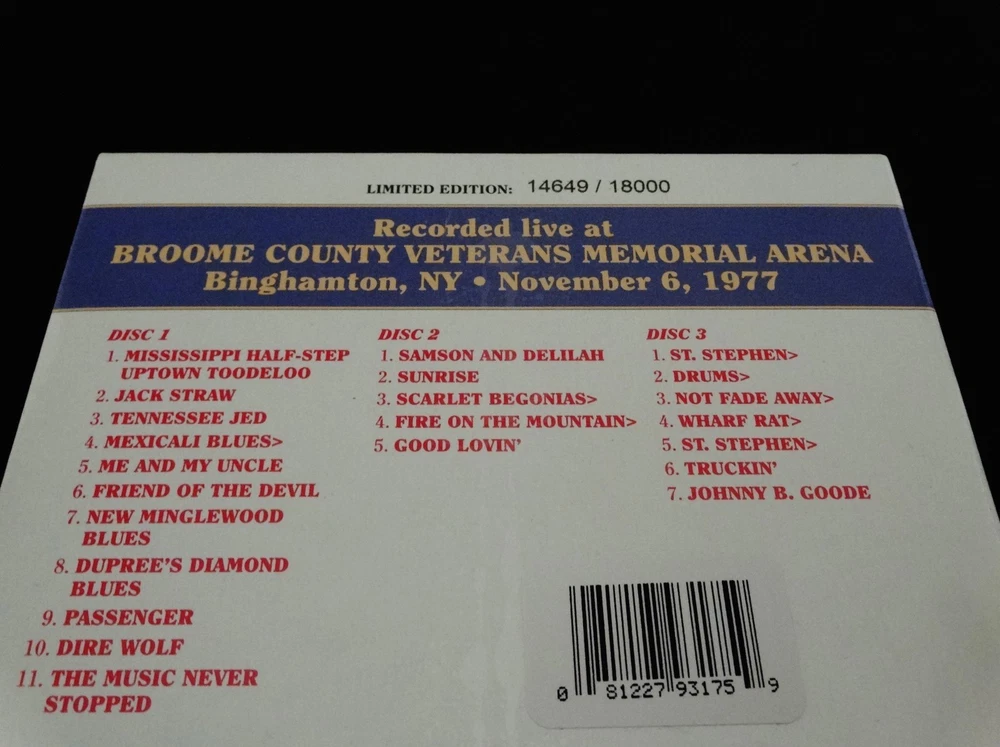 LIMITED EDITION: 14649 / 18000
Recorded live at
BROOME COUNTY VETERANS MEMORIAL ARENA
Binghamton, NY • November 6, 1977
DISC 1
1. MISSISSIPPI HALF-STEP
UPTOWN TOODELOO
2. JACK STRAW
3. TENNESSEE JED
4. MEXICALI BLUES>
5. ME AND MY UNCLE
6. FRIEND OF THE DEVIL
7. NEW MINGLEWOOD
BLUES
8. DUPREE'S DIAMOND
BLUES
9. PASSENGER
10. DIRE WOLF
11. THE MUSIC NEVER
STOPPED
DISC 2
1. SAMSON AND DELILAH
2. SUNRISE
3. SCARLET BEGONIAS>
4. FIRE ON THE MOUNTAIN>
5. GOOD LOVIN'
DISC 3
1. ST. STEPHEN>
2. DRUMS>
3. NOT FADE AWAY>
4. WHARF RAT>
5. ST. STEPHEN>
6. TRUCKIN'
7. JOHNNY B. GOODE
0 81227 93175 9